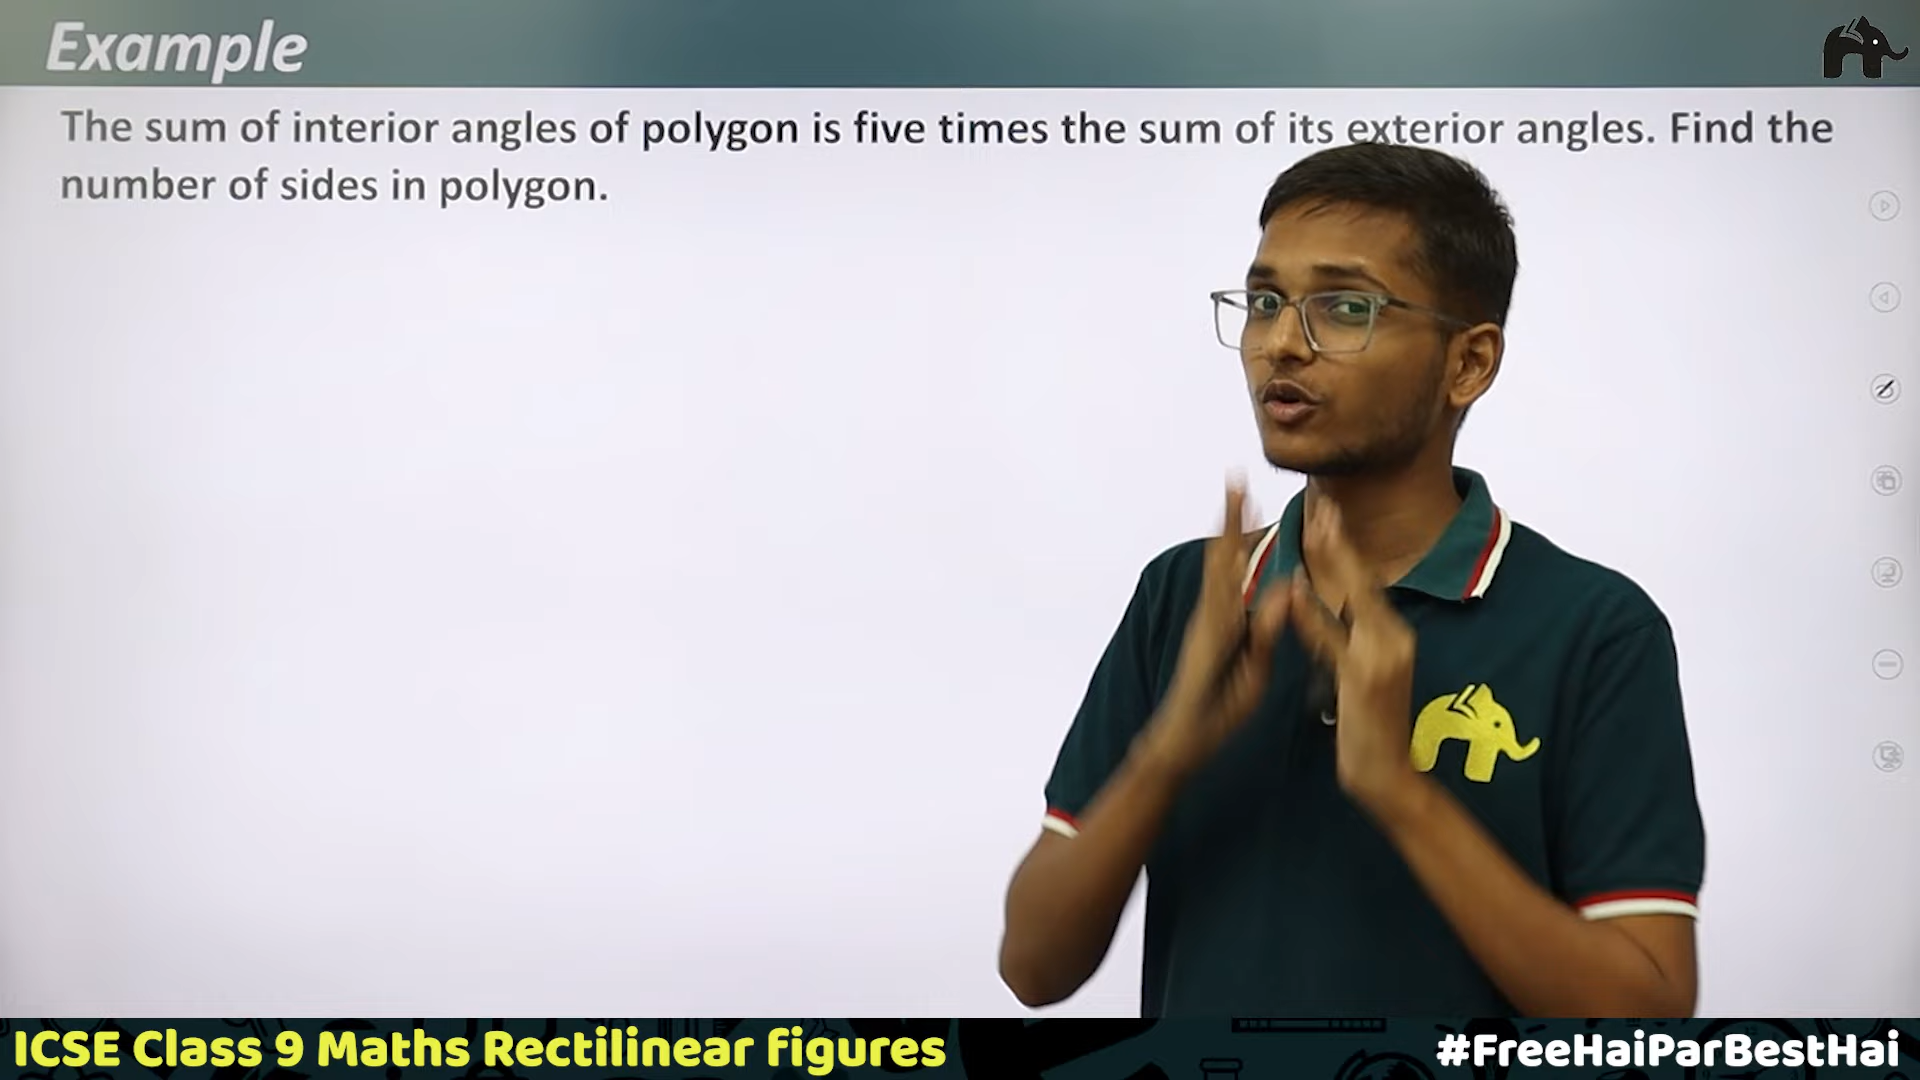 Example
The sum of interior angles of polygon is five times the sum of its exterior angles. Find the
number of sides in polygon.
ICSE Class 9 Maths Rectilinear figures
#FreeHaiParBestHai